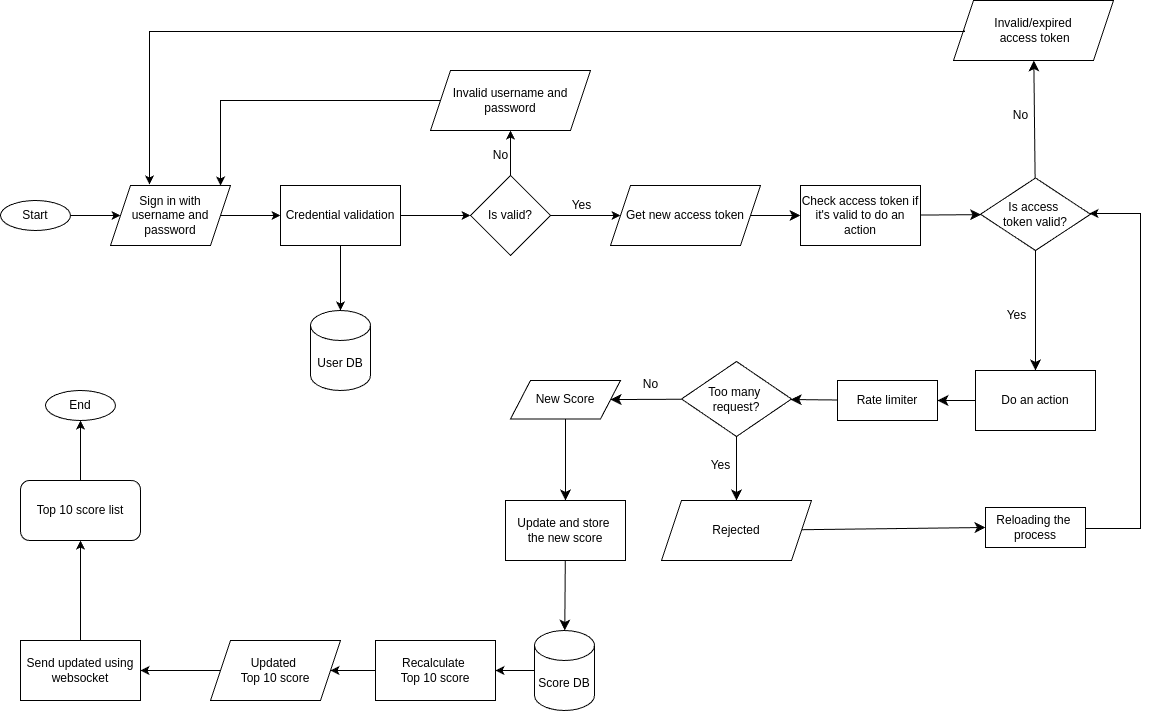 Invalid/expired
access token
Invalid username and
password
No
No
Start
Sign in with
username and
password
Credential validation
Is valid?
Yes
Get new access token
Check access token if
it's valid to do an
action
Is access
token valid?
Yes
User DB
End
New Score
No
Too many
request?
Rate limiter
Do an action
Yes
Top 10 score list
Update and store
the new score
Rejected
Reloading the
process
Send updated using
websocket
Updated
Top 10 score
Recalculate
Top 10 score
Score DB